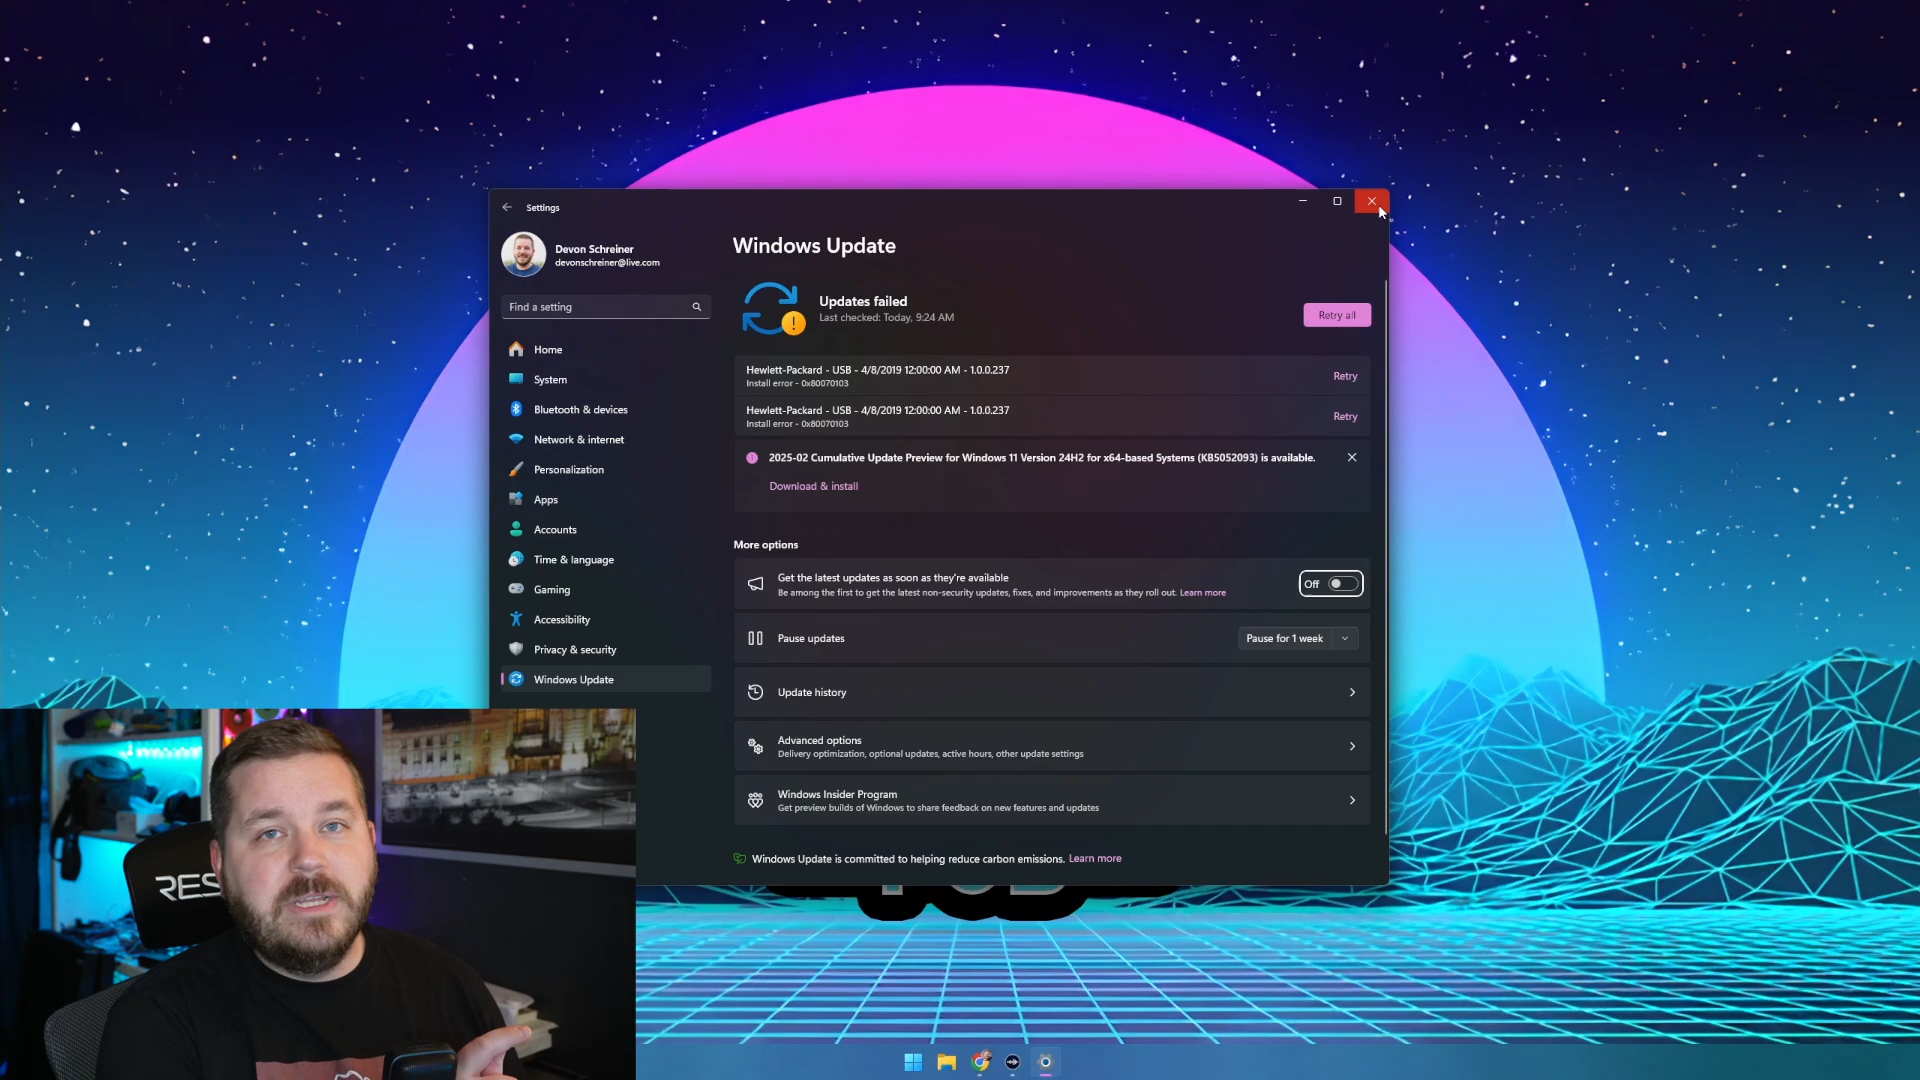 Settings
Devon Schreiner
devonschreiner@live.com
Find a setting
Home
System
Bluetooth & devices
Network & internet
Personalization
Apps
Accounts
Time & language
Gaming
Accessibility
Privacy & security
Windows Update
Windows Update
Updates failed
Last checked: Today, 9:24 AM
Retry all
Hewlett-Packard - USB - 4/8/2019 12:00:00 AM - 1.0.0.237
Install error - 0x80070103
Retry
Hewlett-Packard - USB - 4/8/2019 12:00:00 AM - 1.0.0.237
Install error - 0x80070103
Retry
2025-02 Cumulative Update Preview for Windows 11 Version 24H2 for x64-based Systems (KB5052093) is available.
Download & install
More options
Get the latest updates as soon as they're available
Be among the first to get the latest non-security updates, fixes, and improvements as they roll out. Learn more
Off
Pause updates
Pause for 1 week
Update history
Advanced options
Delivery optimization, optional updates, active hours, other update settings
Windows Insider Program
Get preview builds of Windows to share feedback on new features and updates
Windows Update is committed to helping reduce carbon emissions. Learn more
RES